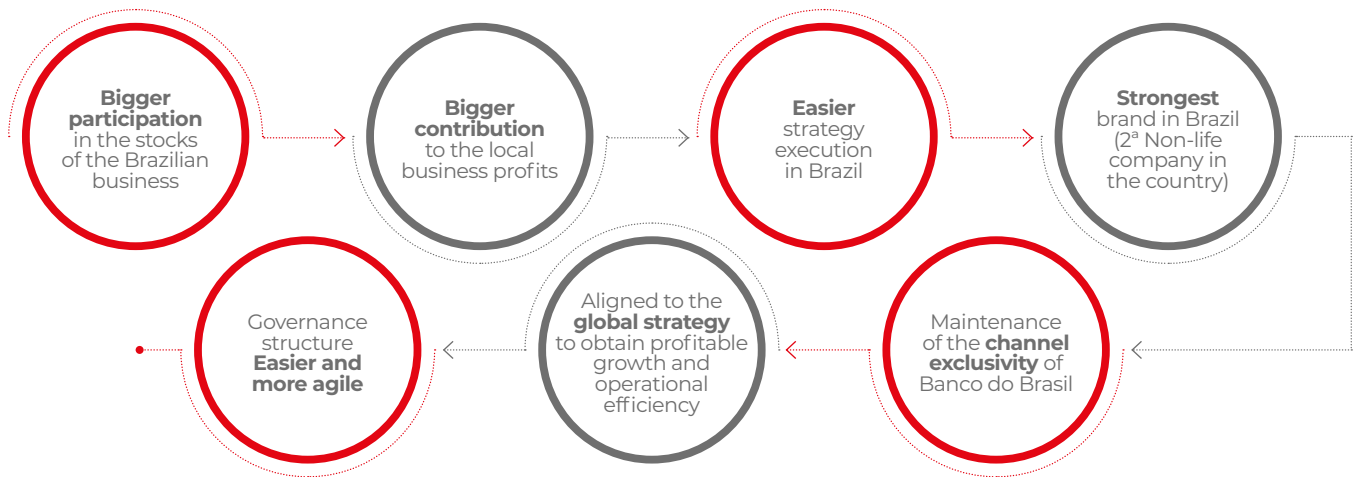 Bigger
participation
in the stocks
of the Brazilian
business
Bigger
contribution
to the local
business profits
Easier
strategy
execution
in Brazil
Strongest
brand in Brazil
(2ª Non-life
company in
the country)
Maintenance
of the channel
exclusivity of
Banco do Brasil
Aligned to the
global strategy
to obtain profitable
growth and
operational
efficiency
Governance
structure
Easier and
more agile